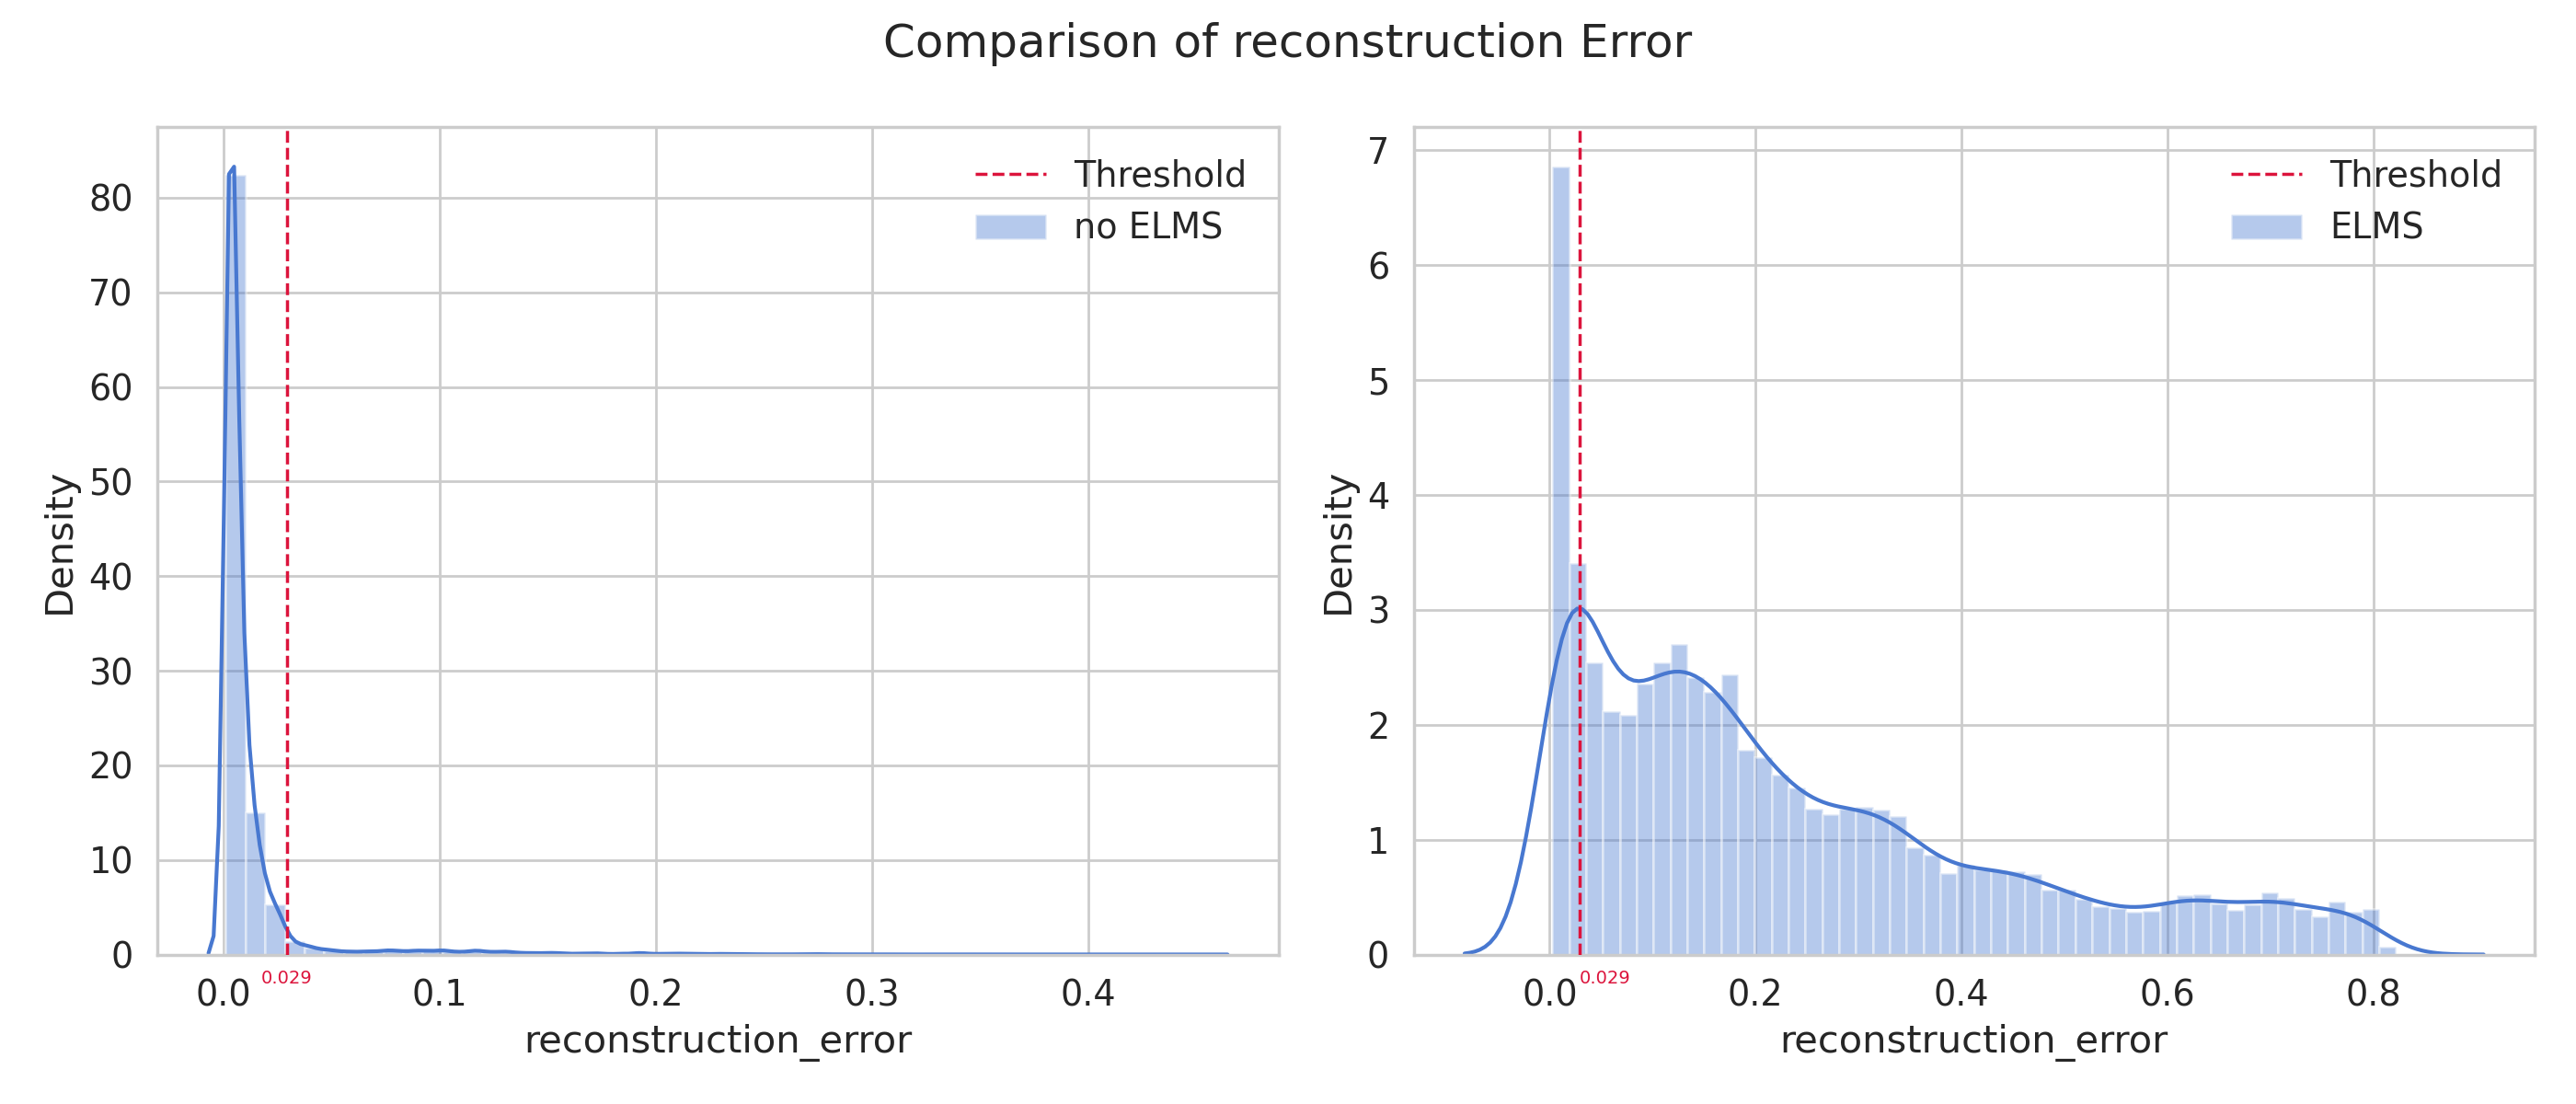 Comparison of reconstruction Error
Threshold
no ELMS
Density
80
70
60
50
40
30
20
10
0
0.029
0.0 0.1 0.2 0.3 0.4
reconstruction_error
Threshold
ELMS
Density
7
6
5
4
3
2
1
0
0.029
0.0 0.2 0.4 0.6 0.8
reconstruction_error